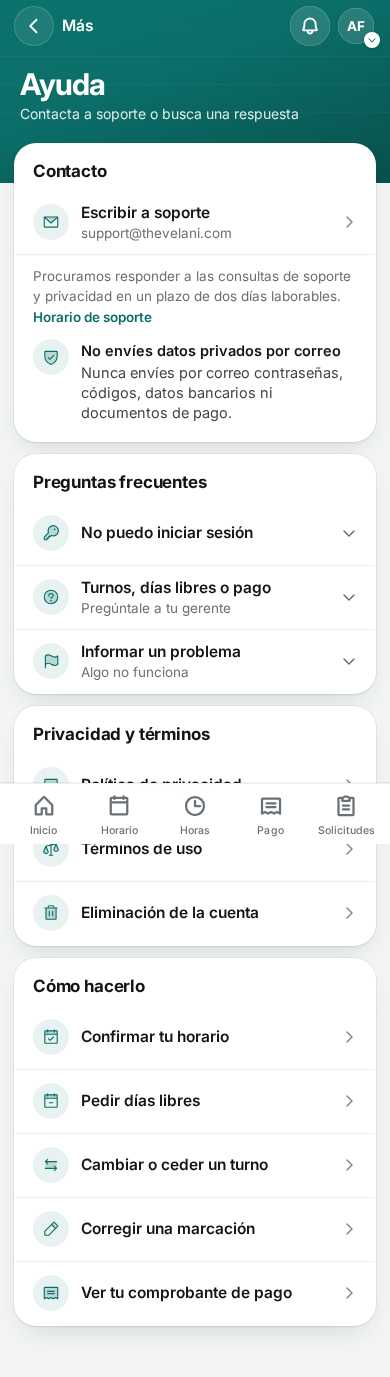 Más
AF
Ayuda
Contacta a soporte o busca una respuesta
Contacto
Escribir a soporte
support@thevelani.com
Procuramos responder a las consultas de soporte
y privacidad en un plazo de dos días laborables.
Horario de soporte
No envíes datos privados por correo
Nunca envíes por correo contraseñas,
códigos, datos bancarios ni
documentos de pago.
Preguntas frecuentes
No puedo iniciar sesión
Turnos, días libres o pago
Pregúntale a tu gerente
Informar un problema
Algo no funciona
Privacidad y términos
Política de privacidad
Inicio
Horario
Horas
Pago
Solicitudes
Términos de uso
Eliminación de la cuenta
Cómo hacerlo
Confirmar tu horario
Pedir días libres
Cambiar o ceder un turno
Corregir una marcación
Ver tu comprobante de pago